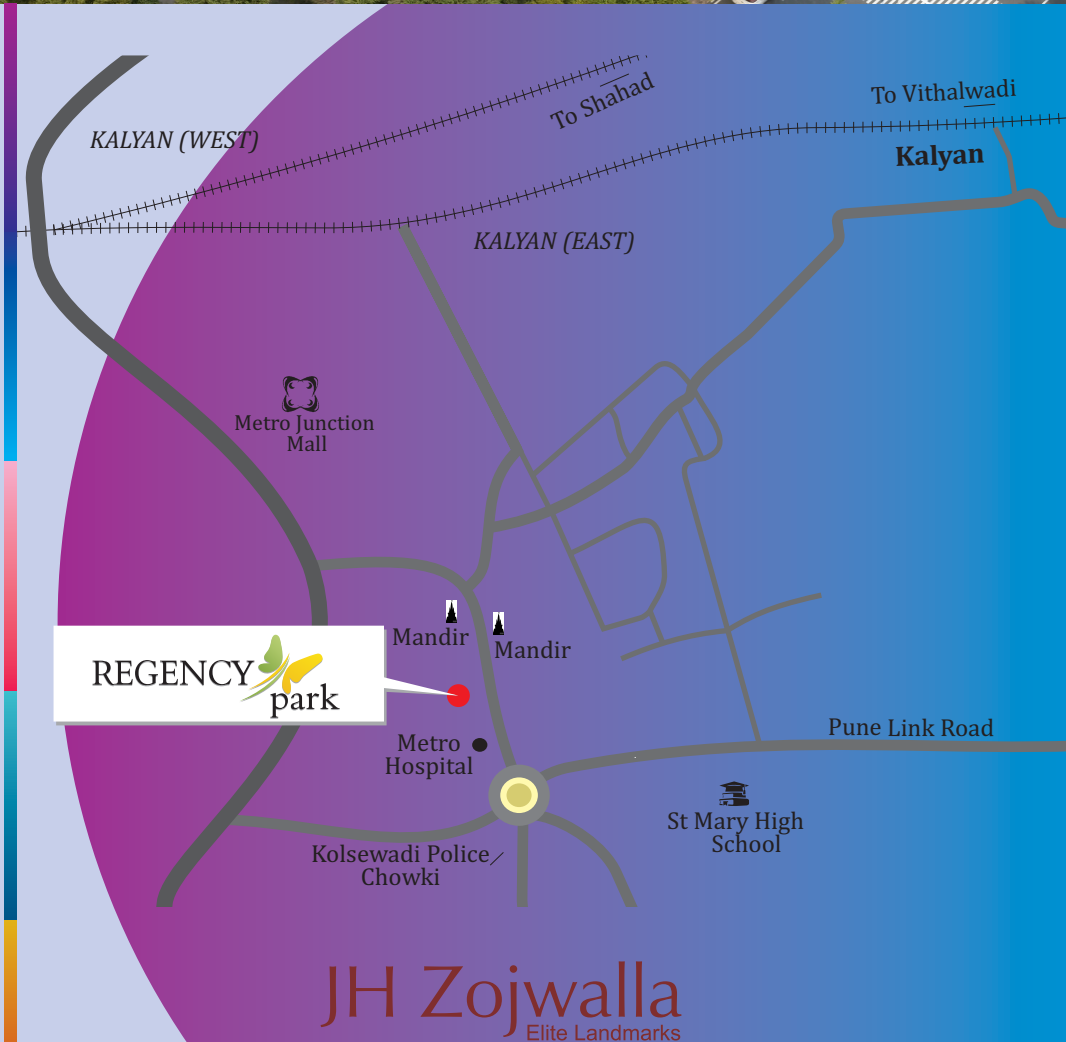 To Shahad
To Vithalwadi
KALYAN (WEST)
Kalyan
KALYAN (EAST)
Metro Junction
Mall
Mandir
Mandir
REGENCY
park
Metro
Hospital
Pune Link Road
St Mary High
School
Kolsewadi Police
Chowki
JH Zojwalla
Elite Landmarks